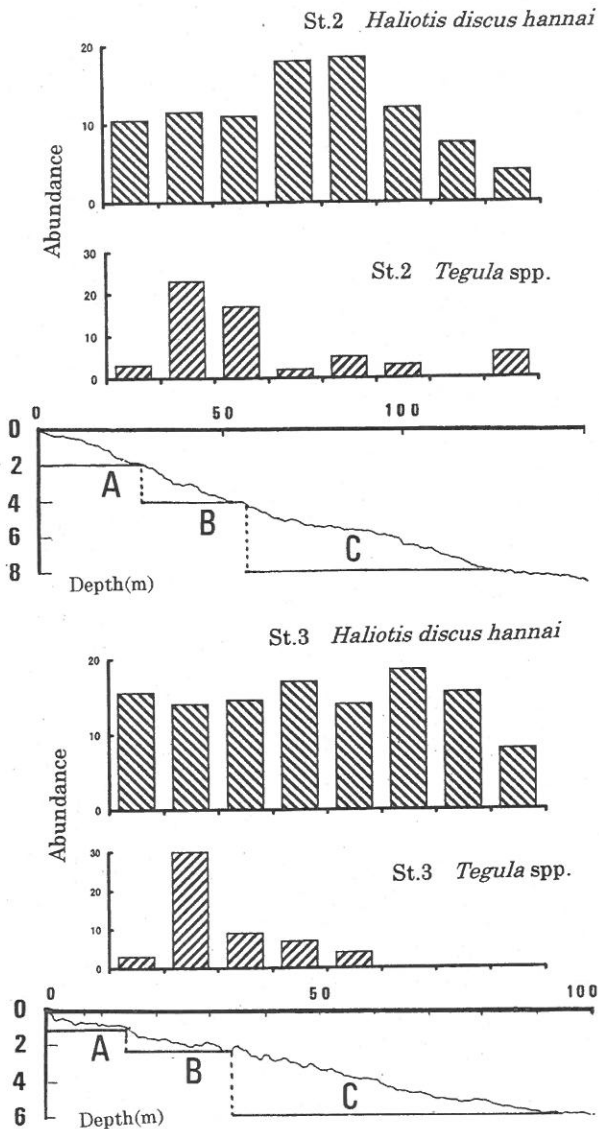 St.2 Haliotis discus hannai
20
10
0
Abundance
St.2 Tegula spp.
30
20
10
0
0 50 100
0
2
4
6
8
A
B
C
Depth(m)
St.3 Haliotis discus hannai
20
10
0
Abundance
St.3 Tegula spp.
30
20
10
0
0 50 100
0
2
4
6
A
B
C
Depth(m)